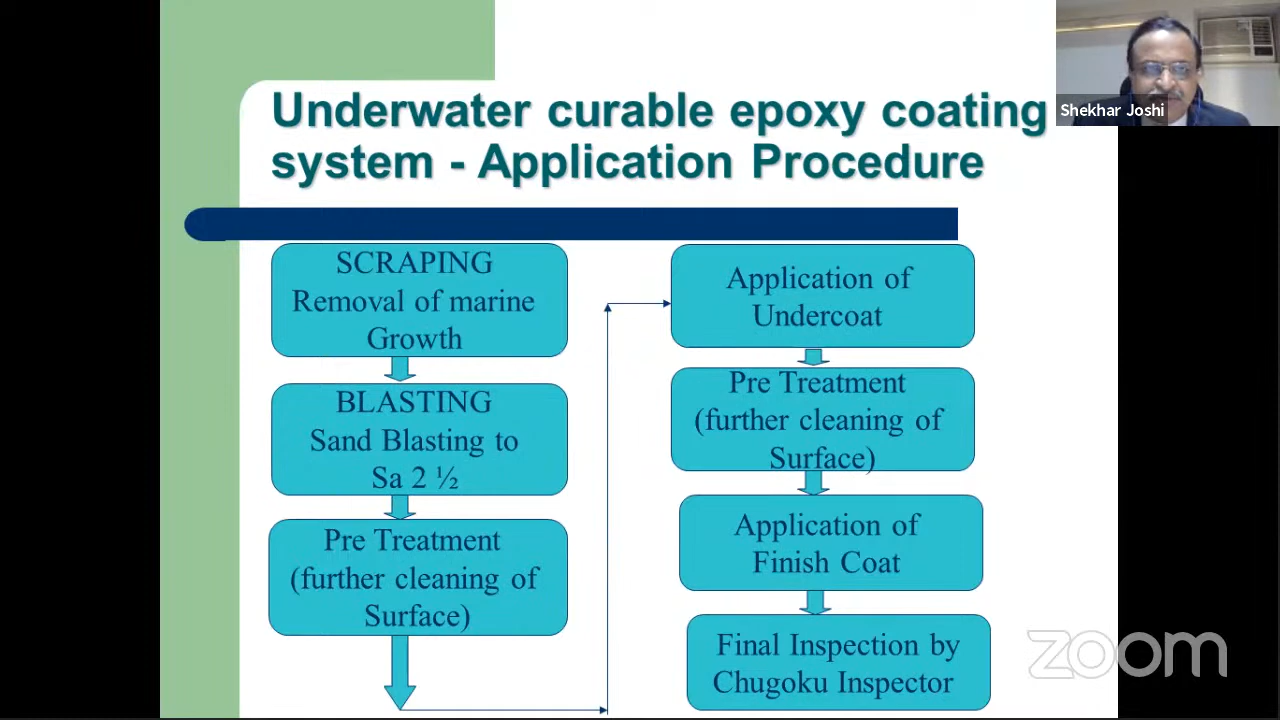 Underwater curable epoxy coating
system - Application Procedure
Shekhar Joshi
SCRAPING
Removal of marine
Growth
BLASTING
Sand Blasting to
Sa 2 ½
Pre Treatment
(further cleaning of
Surface)
Application of
Undercoat
Pre Treatment
(further cleaning of
Surface)
Application of
Finish Coat
Final Inspection by
Chugoku Inspector
zoom